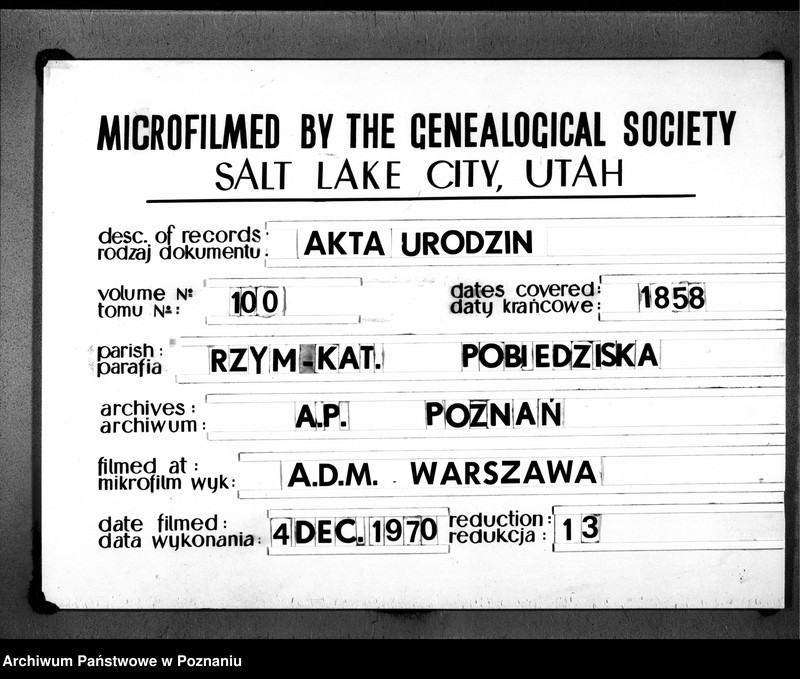 MICROFILMED BY THE GENEALOGICAL SOCIETY
SALT LAKE CITY, UTAH
desc. of records:
rodzaj dokumentu:
AKTA URODZIN
volume Nº
tomu Nº:
100
dates covered:
daty krańcowe:
1858
parish:
parafia
RZYM-KAT. POBIEDZISKA
archives:
archiwum:
A.P. POZNAŃ
filmed at:
mikrofilm wyk:
A.D.M. WARSZAWA
date filmed:
data wykonania:
4 DEC. 1970
reduction:
redukcja:
13
Archiwum Państwowe w Poznaniu